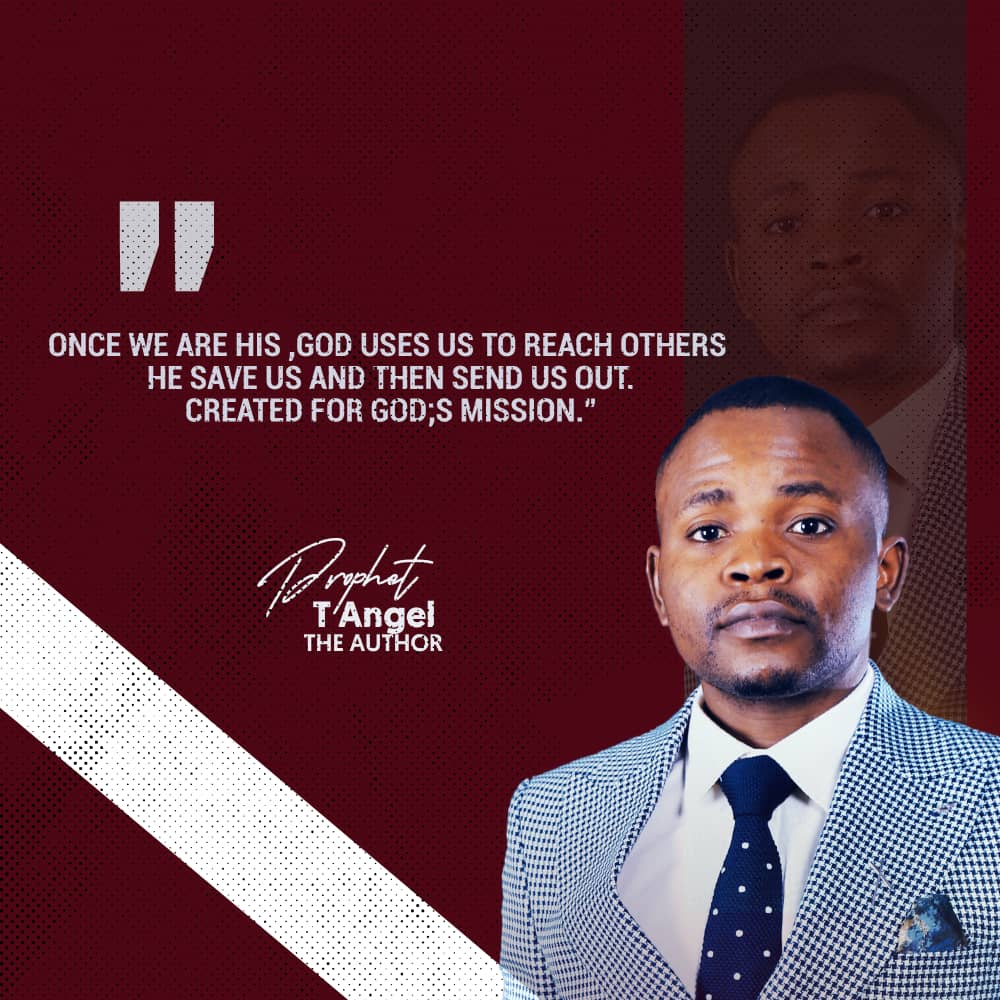 "
ONCE WE ARE HIS ,GOD USES US TO REACH OTHERS
HE SAVE US AND THEN SEND US OUT.
CREATED FOR GOD;S MISSION.”
Prophet
T'Angel
THE AUTHOR